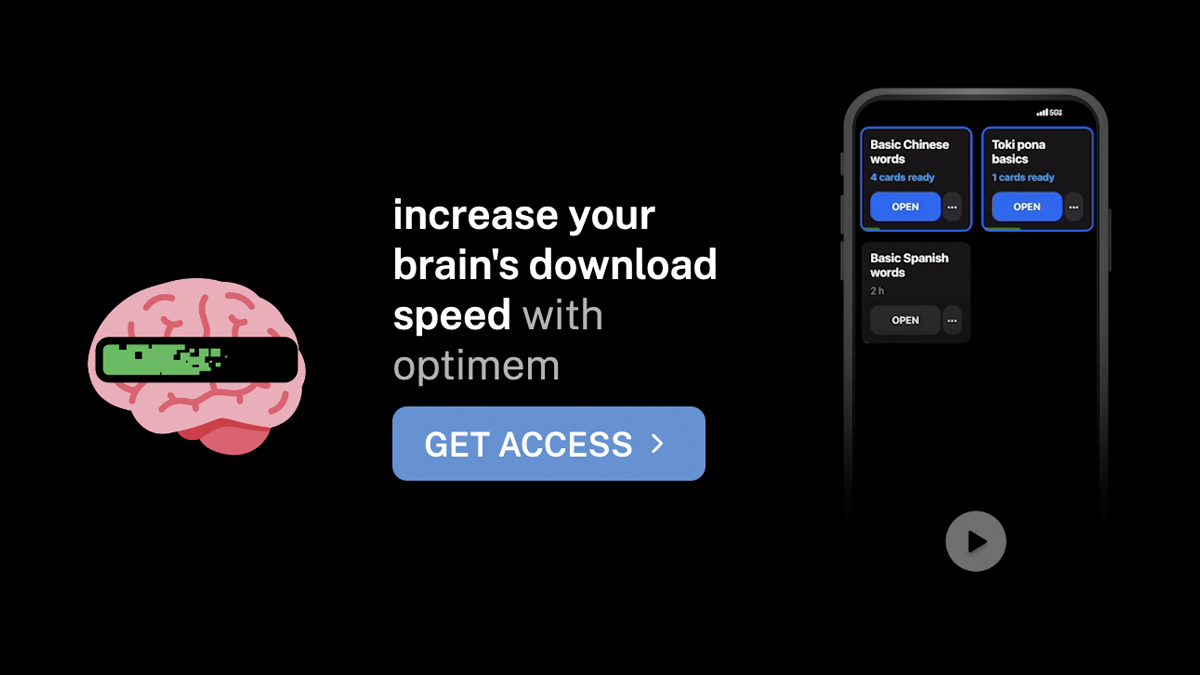 increase your
brain's download
speed with
optimem
GET ACCESS
Basic Chinese
words
4 cards ready
OPEN
Toki pona
basics
1 cards ready
OPEN
Basic Spanish
words
2 h
OPEN